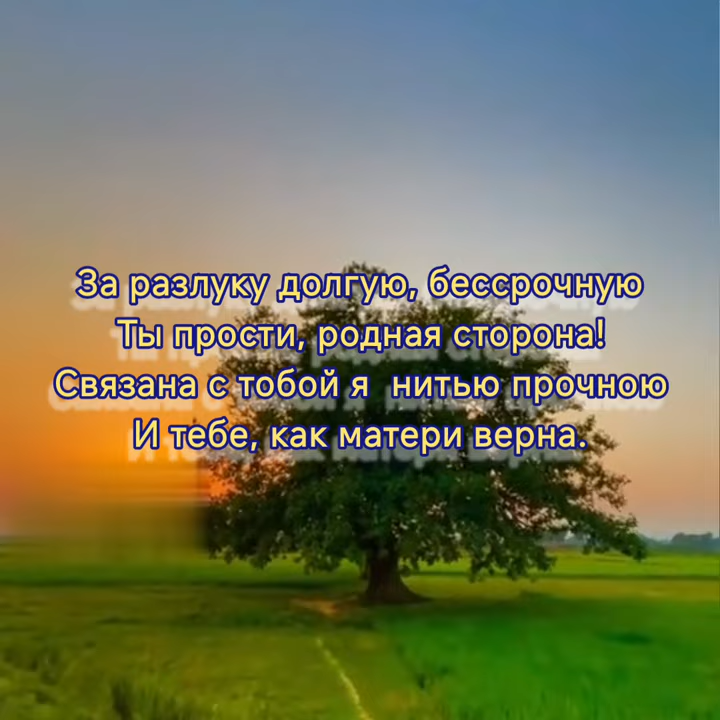 За разлуку долгую, бессрочную
Ты прости, родная сторона!
Связана с тобой я  нитью прочною
И тебе, как матери верна.